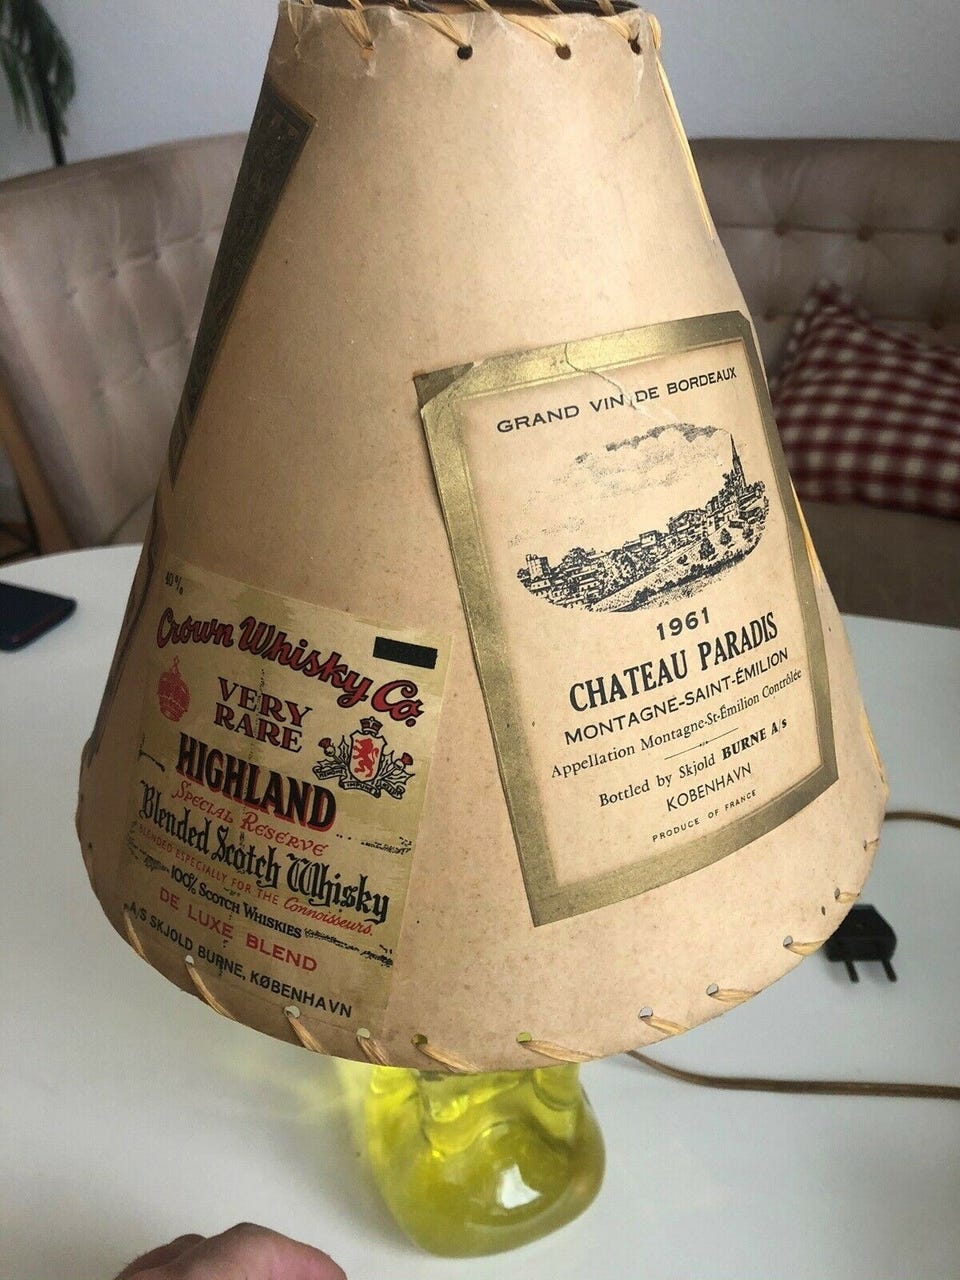 GRAND VIN DE BORDEAUX
1961
CHATEAU PARADIS
MONTAGNE-SAINT-ÉMILION
Appellation Montagne-St-Émilion Contrôlée
Bottled by Skjold BURNE A/s
KOBENHAVN
PRODUCE OF FRANCE
40%
Crown Whisky Co.
VERY
RARE
HIGHLAND
SPECIAL RESERVE
Blended Scotch Whisky
BLENDED ESPECIALLY FOR THE Connoisseurs.
100% SCOTCH WHISKIES
DE LUXE BLEND
A/S SKJOLD BURNE, KØBENHAVN